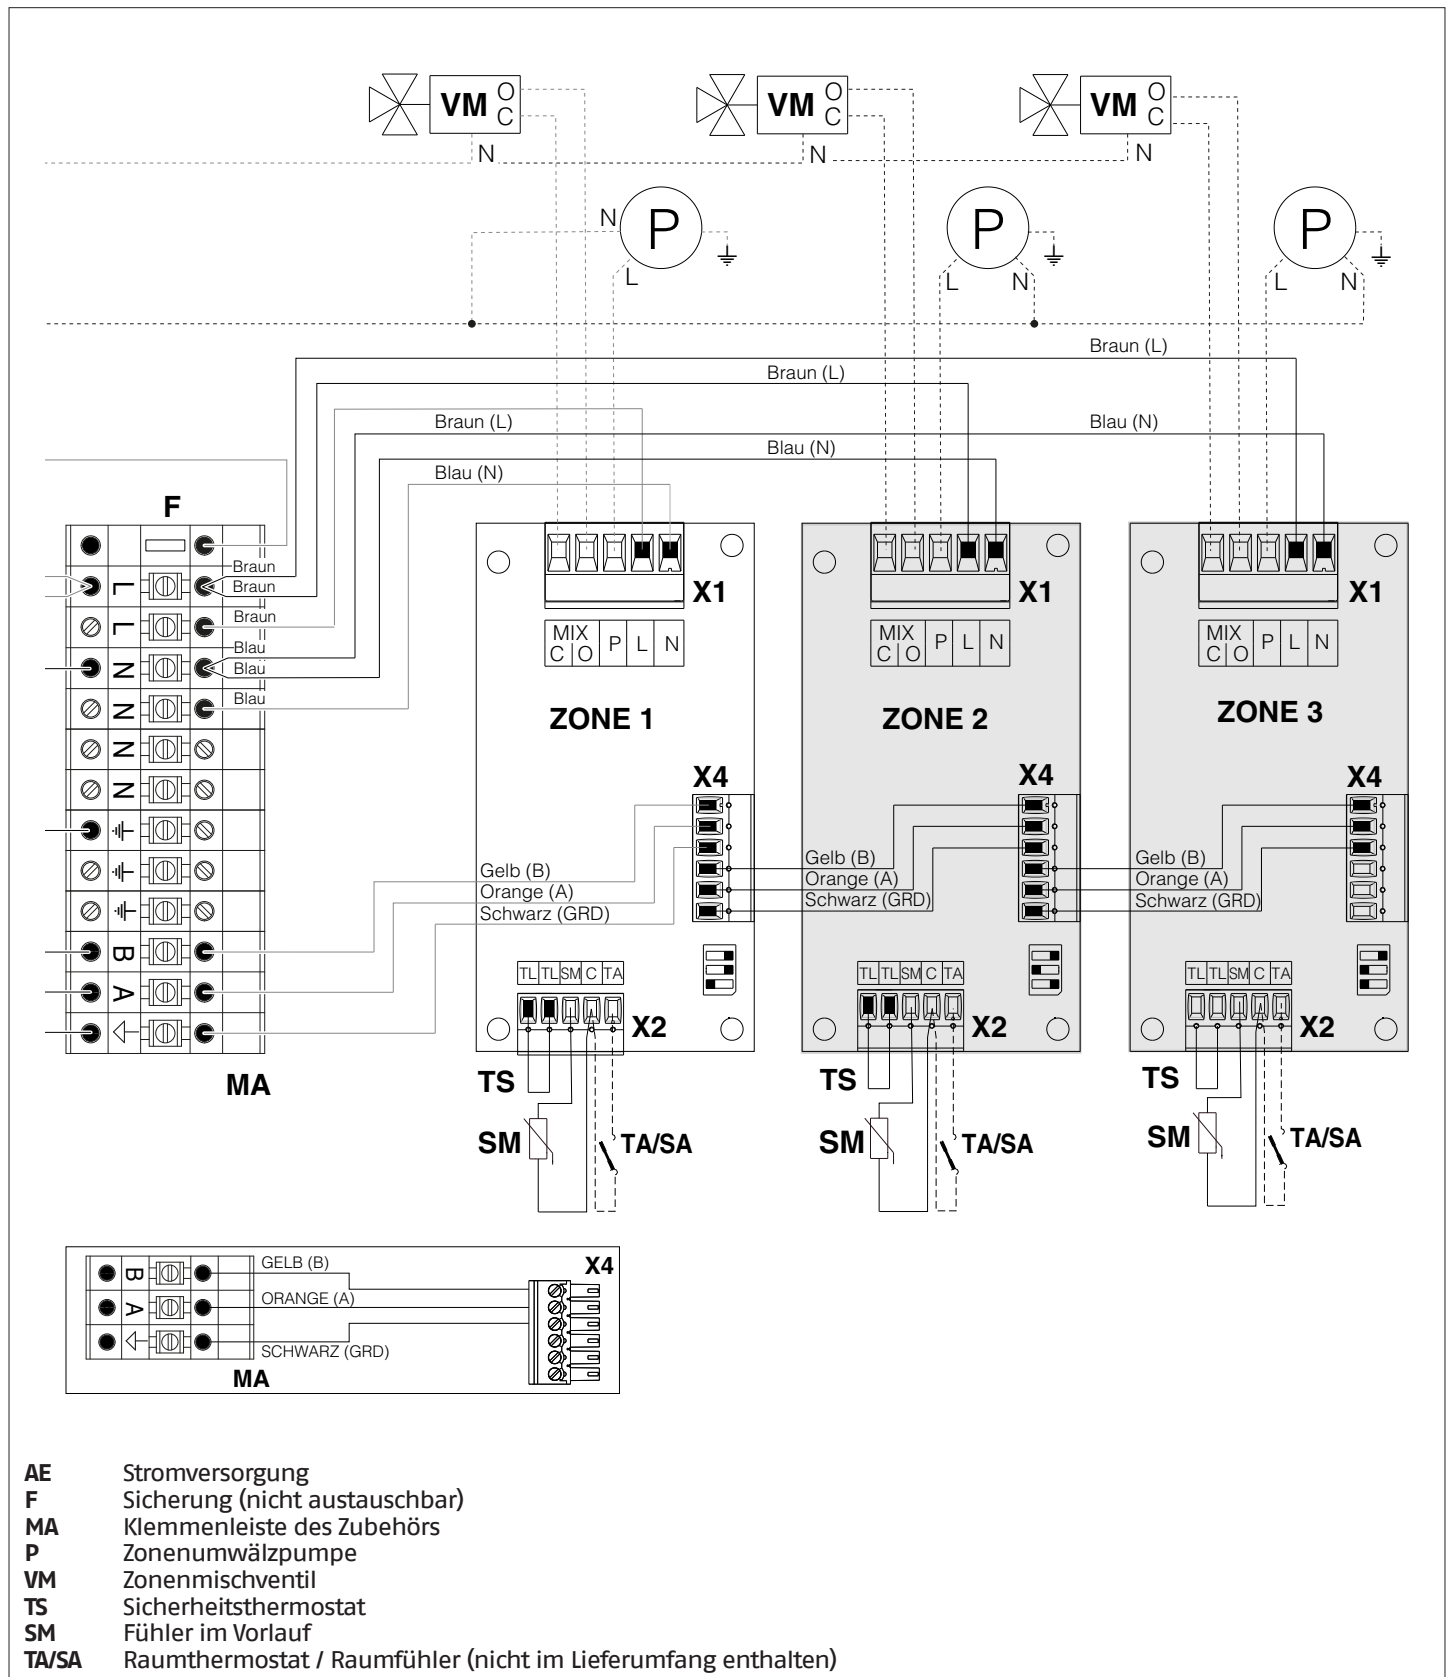 VM O C
VM O C
VM O C
N
N
N
N P
P
P
L
L N
L N
Braun (L)
Braun (L)
Braun (L) Blau (N)
Blau (N)
Blau (N)
F
L Braun
Braun
L Braun
N Blau
Blau
N Blau
N
N
B
A
MA
X1
MIX
C O P L N
ZONE 1
X4
Gelb (B)
Orange (A)
Schwarz (GRD)
TL TL SM C TA
X2
TS
SM
TA/SA
X1
MIX
C O P L N
ZONE 2
X4
Gelb (B)
Orange (A)
Schwarz (GRD)
TL TL SM C TA
X2
TS
SM
TA/SA
X1
MIX
C O P L N
ZONE 3
X4
Gelb (B)
Orange (A)
Schwarz (GRD)
TL TL SM C TA
X2
TS
SM
TA/SA
B GELB (B) X4
A ORANGE (A)
SCHWARZ (GRD)
MA
AE Stromversorgung
F Sicherung (nicht austauschbar)
MA Klemmenleiste des Zubehörs
P Zonenumwälzpumpe
VM Zonenmischventil
TS Sicherheitsthermostat
SM Fühler im Vorlauf
TA/SA Raumthermostat / Raumfühler (nicht im Lieferumfang enthalten)